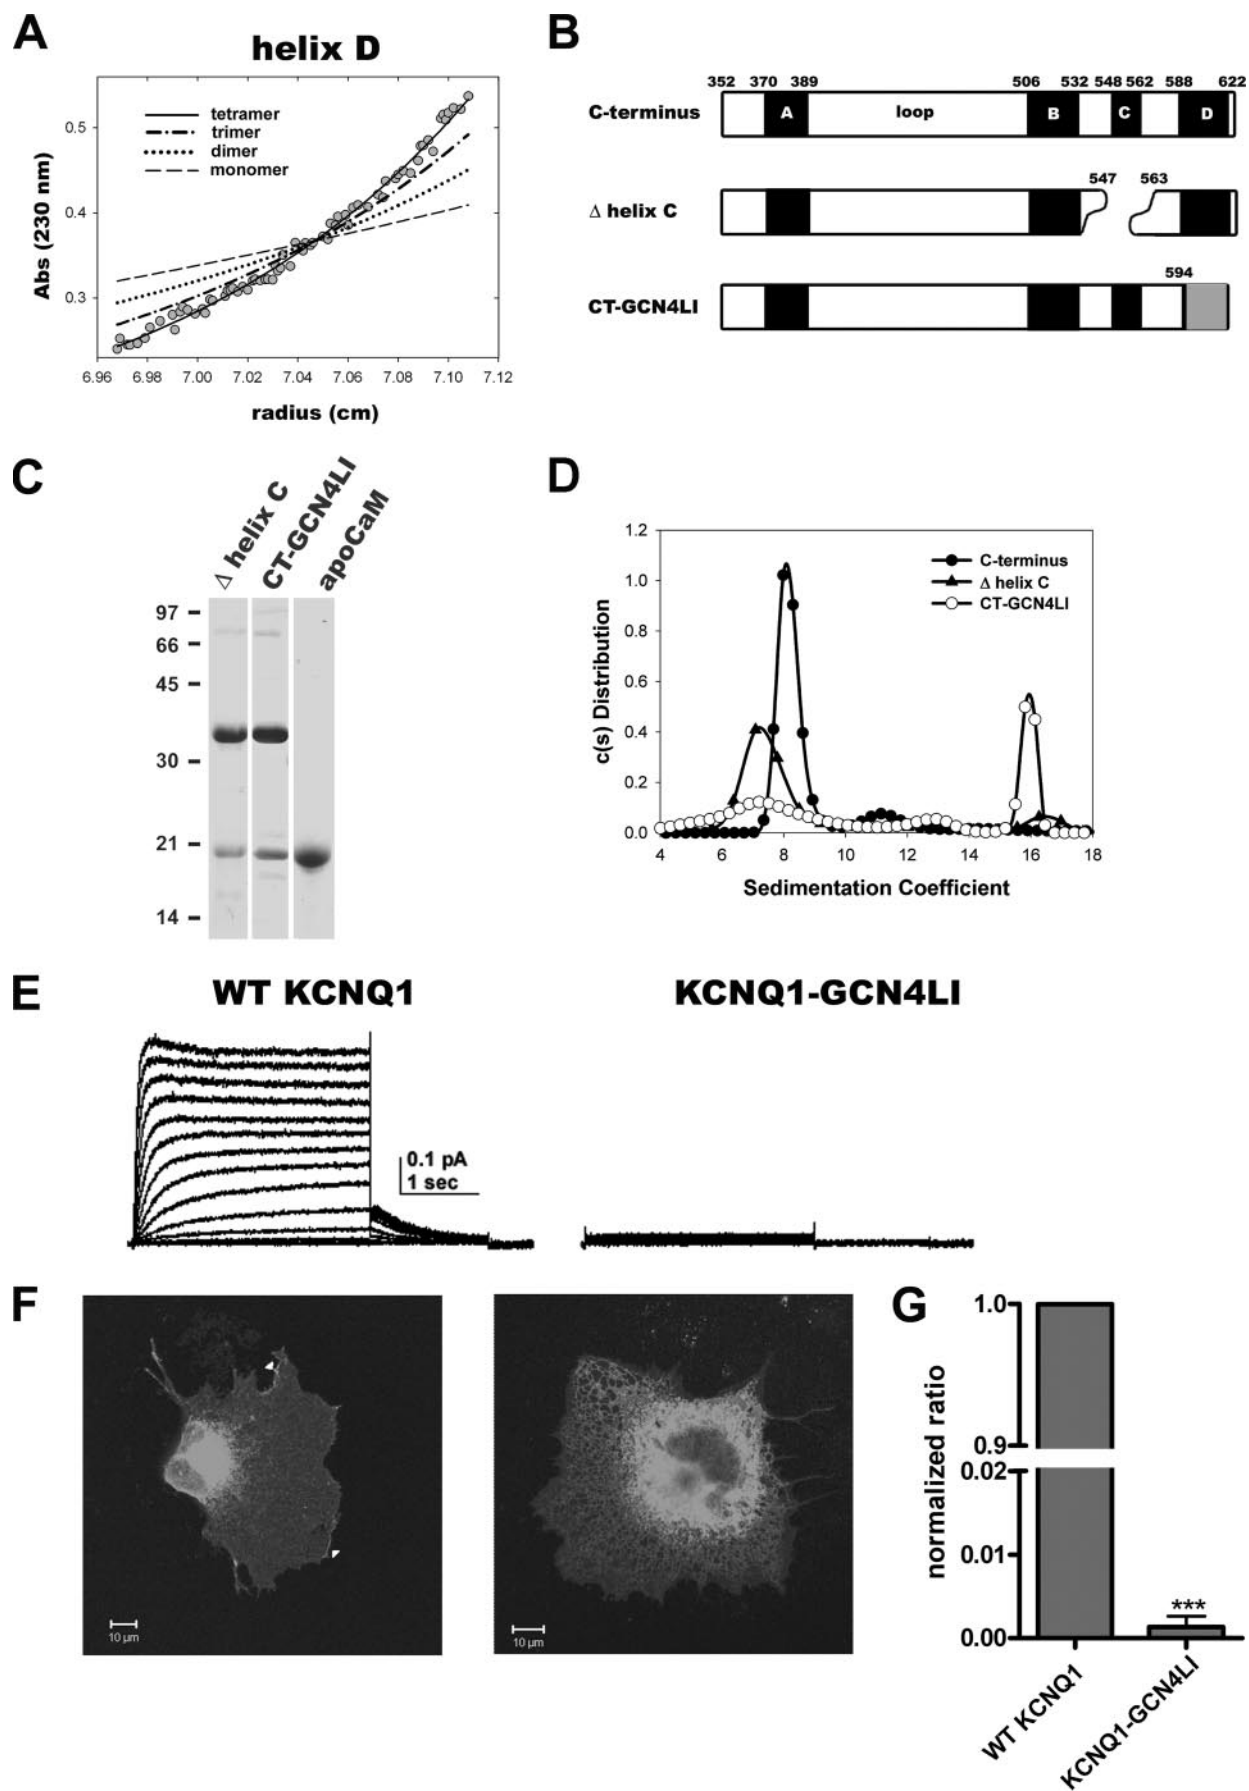 A
helix D
tetramer
trimer
dimer
monomer
0.5
0.4
0.3
Abs (230 nm)
6.96 6.98 7.00 7.02 7.04 7.06 7.08 7.10 7.12
radius (cm)
B
352 370 389 506 532 548 562 588 622
C-terminus
A loop B C D
547 563
Δ helix C
594
CT-GCN4LI
C
Δ helix C
CT-GCN4LI
apoCaM
97
66
45
30
21
14
D
1.2
1.0
0.8
0.6
0.4
0.2
0.0
c(s) Distribution
C-terminus
Δ helix C
CT-GCN4LI
4 6 8 10 12 14 16 18
Sedimentation Coefficient
E
WT KCNQ1
KCNQ1-GCN4LI
0.1 pA
1 sec
F
10 µm
10 µm
G
1.0
0.9
0.02
0.01
0.00
normalized ratio
***
WT KCNQ1
KCNQ1-GCN4LI